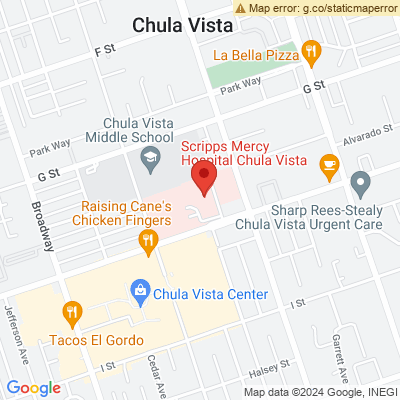 Map error: g.co/staticmaperror
Chula Vista
F St
La Bella Pizza
Park Way
G St
Chula Vista
Middle School
Alvarado St
Park Way
Scripps Mercy
Hospital Chula Vista
G St
Raising Cane's
Chicken Fingers
Broadway
Sharp Rees-Stealy
Chula Vista Urgent Care
Chula Vista Center
I St
Jefferson Ave
Tacos El Gordo
I St
Cedar Ave
Halsey St
Garrett Ave
Google
Map data ©2024 Google, INEGI